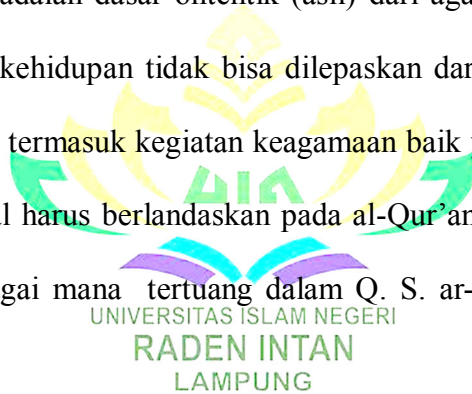 adalah dasar otentik (asli) dari aga
kehidupan tidak bisa dilepaskan dar
termasuk kegiatan keagamaan baik
harus berlandaskan pada al-Qur’an
gai mana tertuang dalam Q. S. ar-
UNIVERSITAS ISLAM NEGERI
RADEN INTAN
LAMPUNG